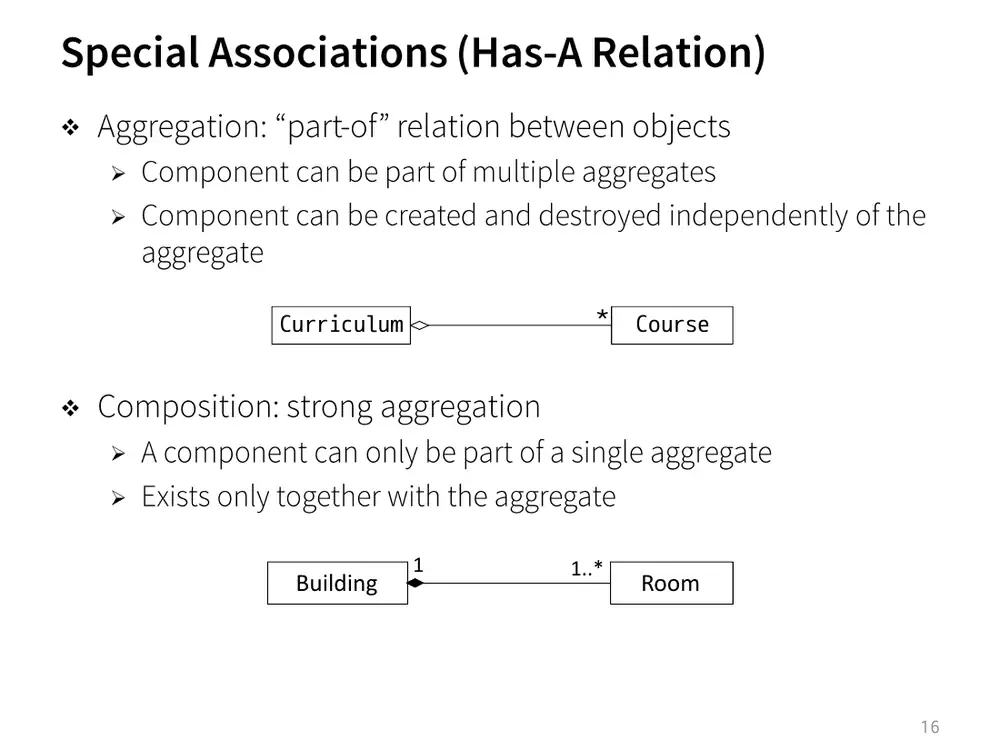 Special Associations (Has-A Relation)
❖ Aggregation: “part-of” relation between objects
➢ Component can be part of multiple aggregates
➢ Component can be created and destroyed independently of the
aggregate
Curriculum * Course
❖ Composition: strong aggregation
➢ A component can only be part of a single aggregate
➢ Exists only together with the aggregate
Building 1 1..* Room
16